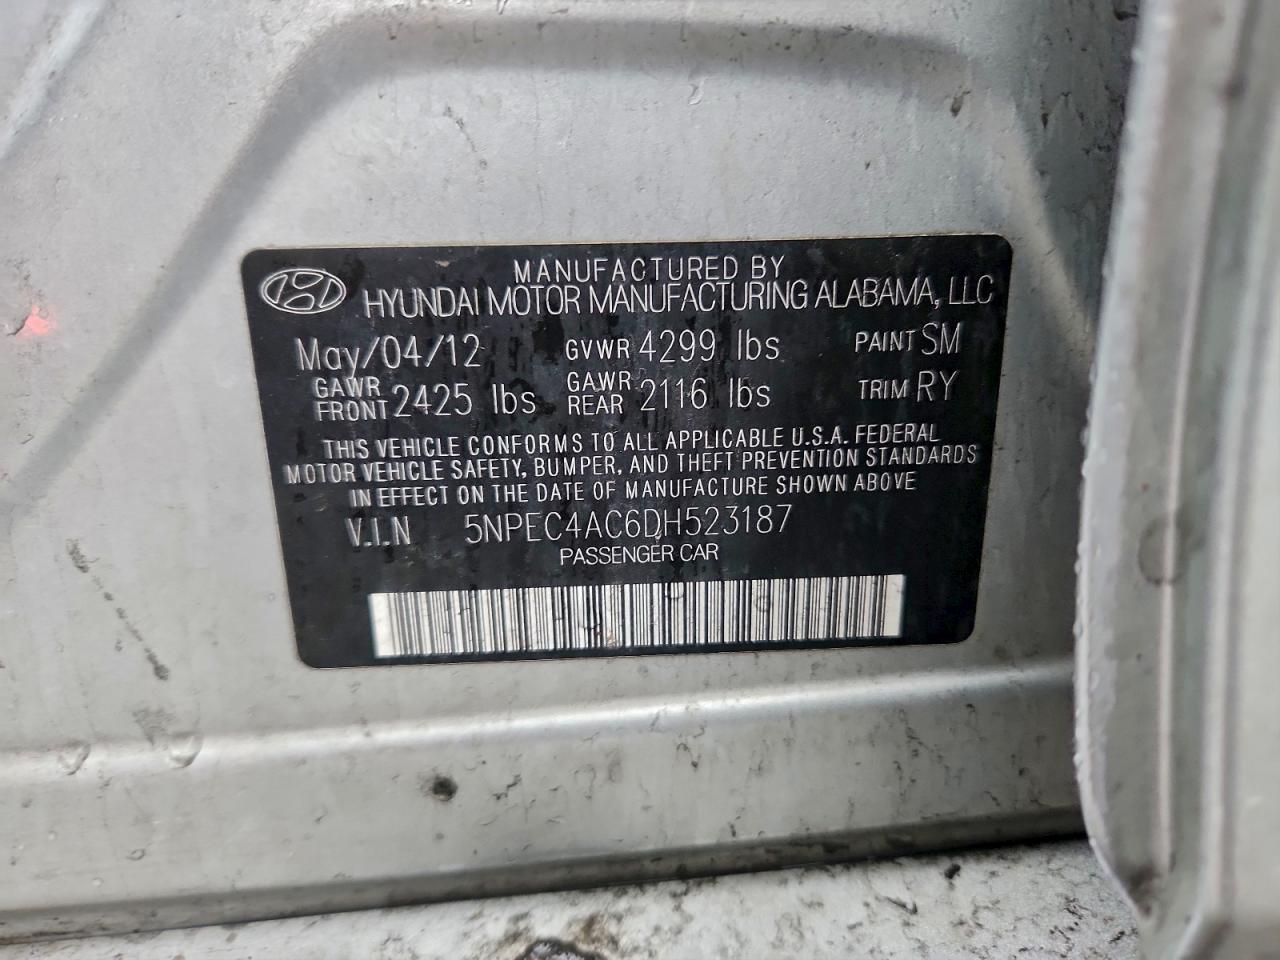 MANUFACTURED BY
HYUNDAI MOTOR MANUFACTURING ALABAMA, LLC
May/04/12 GVWR 4299 lbs PAINT SM
GAWR FRONT 2425 lbs GAWR REAR 2116 lbs TRIM RY
THIS VEHICLE CONFORMS TO ALL APPLICABLE U.S.A. FEDERAL
MOTOR VEHICLE SAFETY, BUMPER, AND THEFT PREVENTION STANDARDS
IN EFFECT ON THE DATE OF MANUFACTURE SHOWN ABOVE
V.I.N 5NPEC4AC6DH523187
PASSENGER CAR